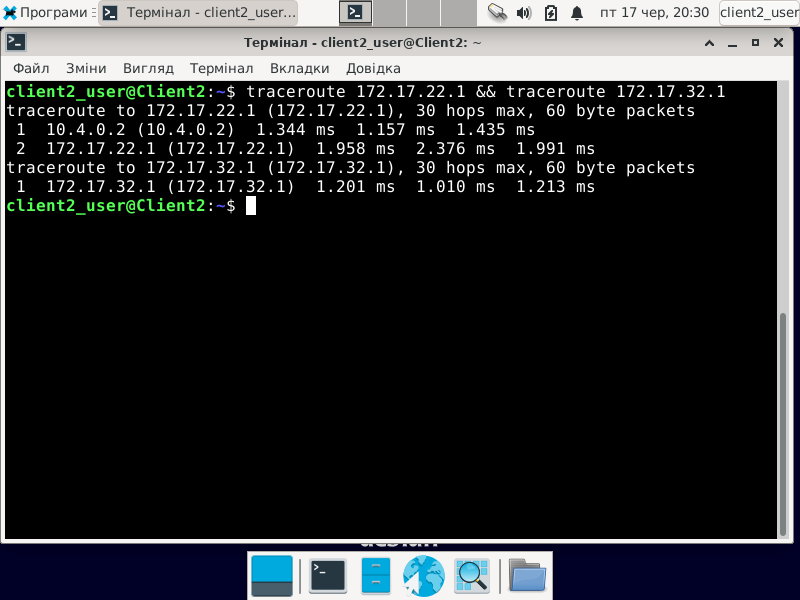 Програми
Термінал - client2_user...
пт 17 чер, 20:30
client2_user
Термінал - client2_user@Client2: ~
Файл Зміни Вигляд Термінал Вкладки Довідка
client2_user@Client2:~$ traceroute 172.17.22.1 && traceroute 172.17.32.1
traceroute to 172.17.22.1 (172.17.22.1), 30 hops max, 60 byte packets
1 10.4.0.2 (10.4.0.2) 1.344 ms 1.157 ms 1.435 ms
2 172.17.22.1 (172.17.22.1) 1.958 ms 2.376 ms 1.991 ms
traceroute to 172.17.32.1 (172.17.32.1), 30 hops max, 60 byte packets
1 172.17.32.1 (172.17.32.1) 1.201 ms 1.010 ms 1.213 ms
client2_user@Client2:~$